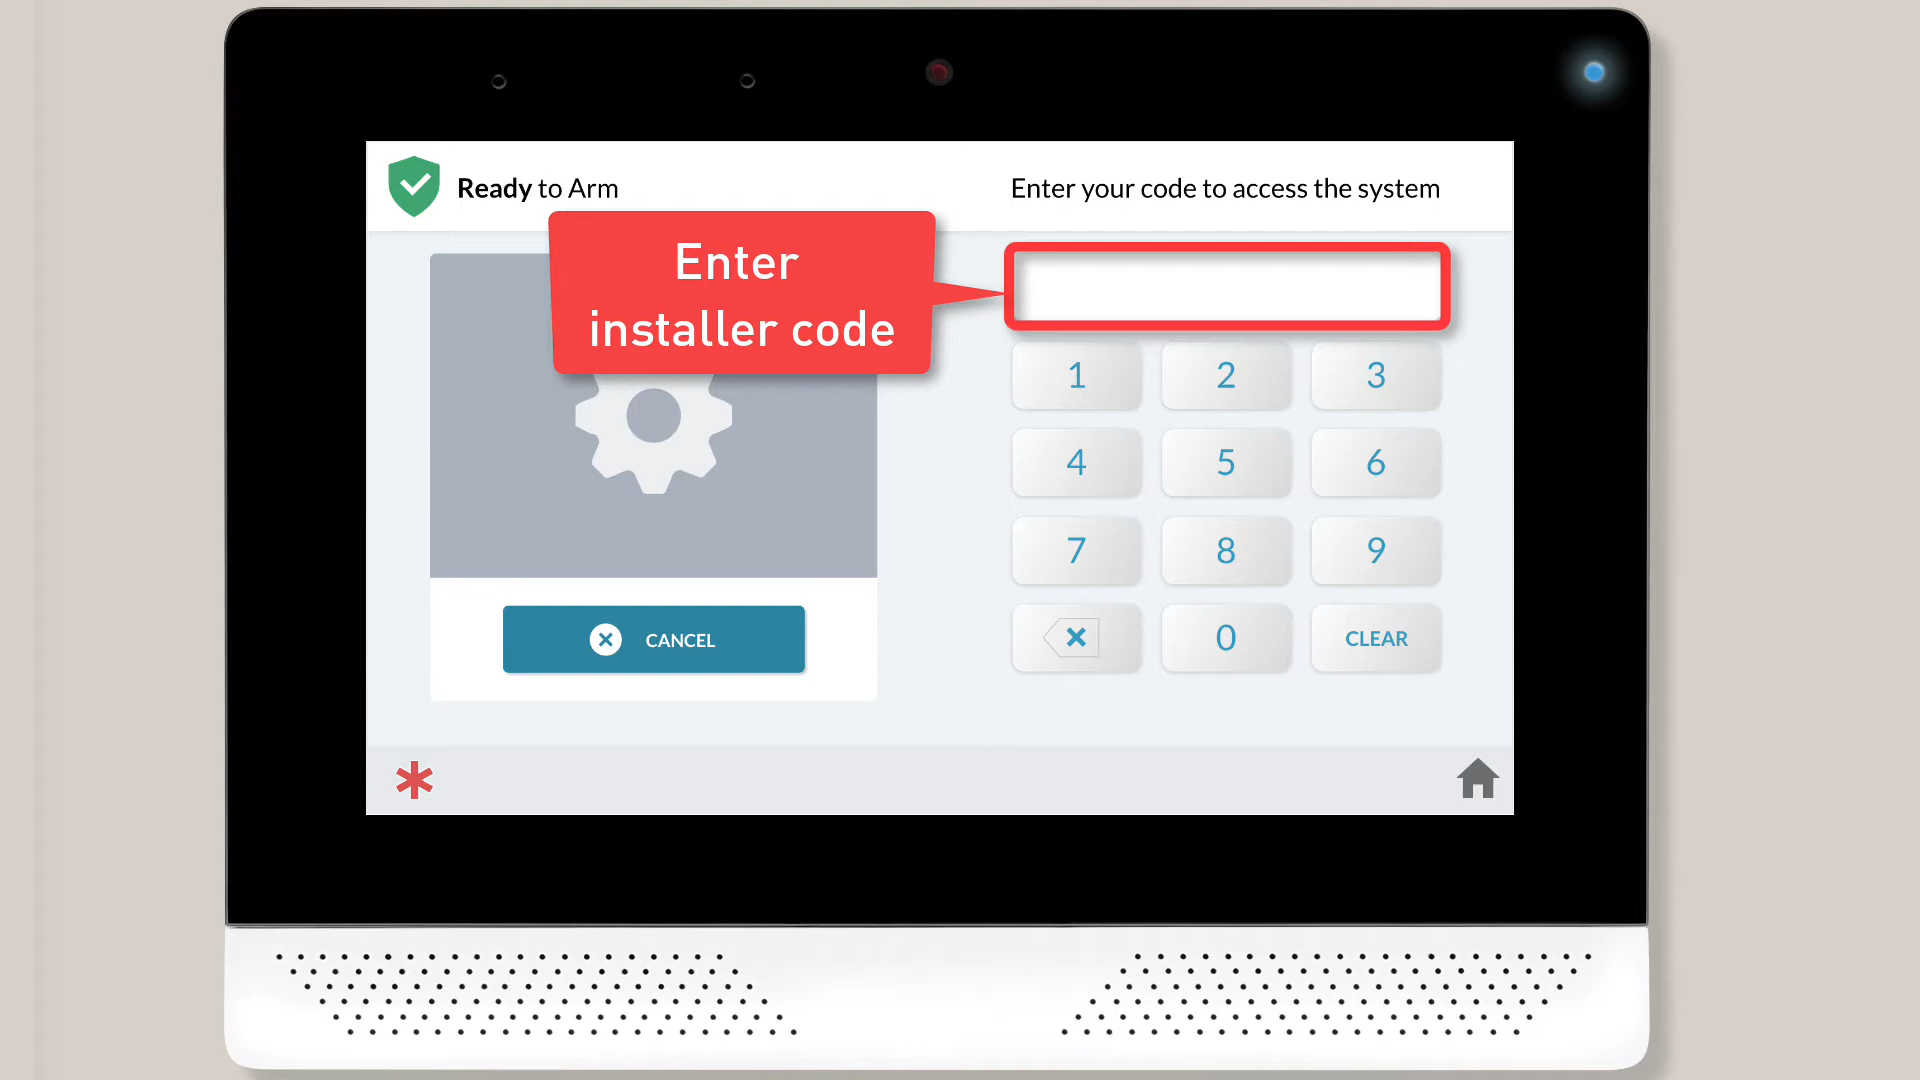 Ready to Arm
Enter your code to access the system
Enter
installer code
1 2 3
4 5 6
7 8 9
0 CLEAR
CANCEL